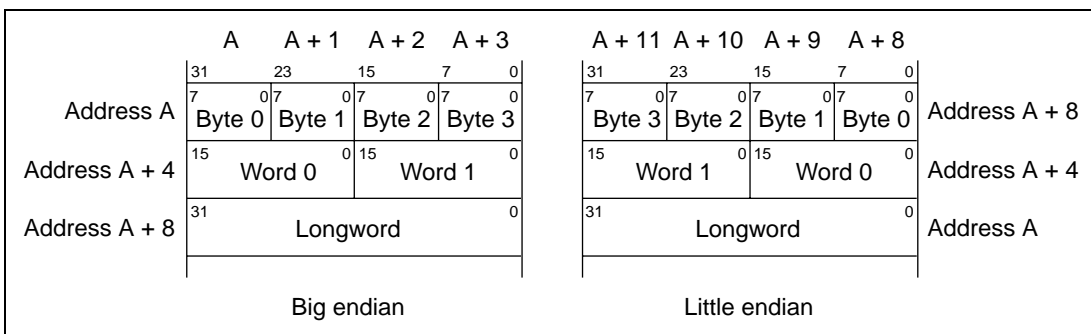 A A + 1 A + 2 A + 3 A + 11 A + 10 A + 9 A + 8
31 23 15 7 0 31 23 15 7 0
7 0 7 0 7 0 7 0 7 0 7 0 7 0 7 0
Address A Byte 0 Byte 1 Byte 2 Byte 3 Byte 3 Byte 2 Byte 1 Byte 0 Address A + 8
15 0 15 0 15 0 15 0
Address A + 4 Word 0 Word 1 Word 1 Word 0 Address A + 4
31 0 31 0
Address A + 8 Longword Longword Address A
Big endian Little endian